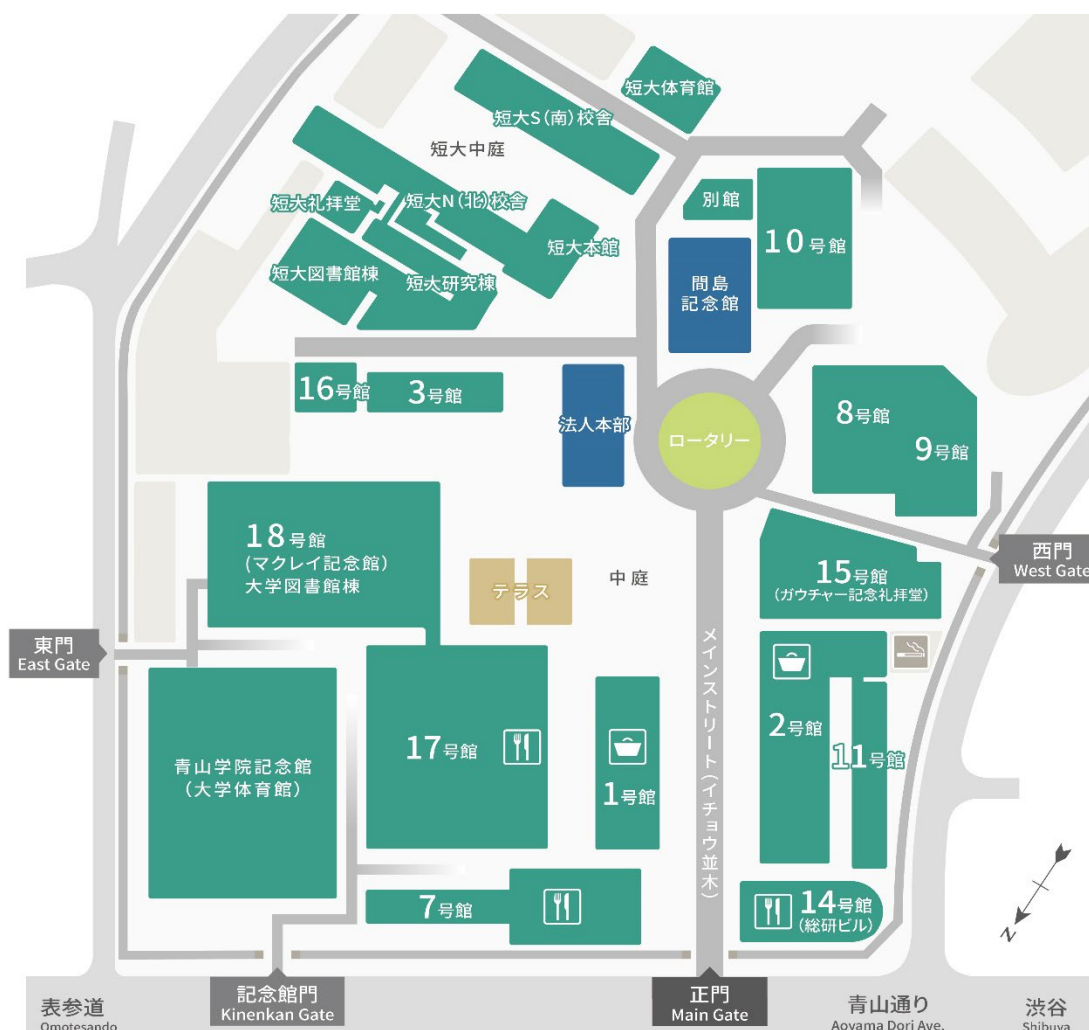 短大体育館
短大S(南)校舎
短大中庭
短大N(北)校舎
短大礼拝堂
別館
10号館
短大本館
短大図書館棟
短大研究棟
間島
記念館
16号館
3号館
法人本部
ロータリー
8号館
9号館
18号館
(マクレイ記念館)
大学図書館棟
テラス
中庭
15号館
(ガウチャー記念礼拝堂)
西門
West Gate
東門
East Gate
メインストリート(イチョウ並木)
青山学院記念館
(大学体育館)
17号館
1号館
2号館
11号館
7号館
14号館
(総研ビル)
N
表参道
Omotesando
記念館門
Kinenkan Gate
正門
Main Gate
青山通り
Aoyama Dori Ave.
渋谷
Shibuya